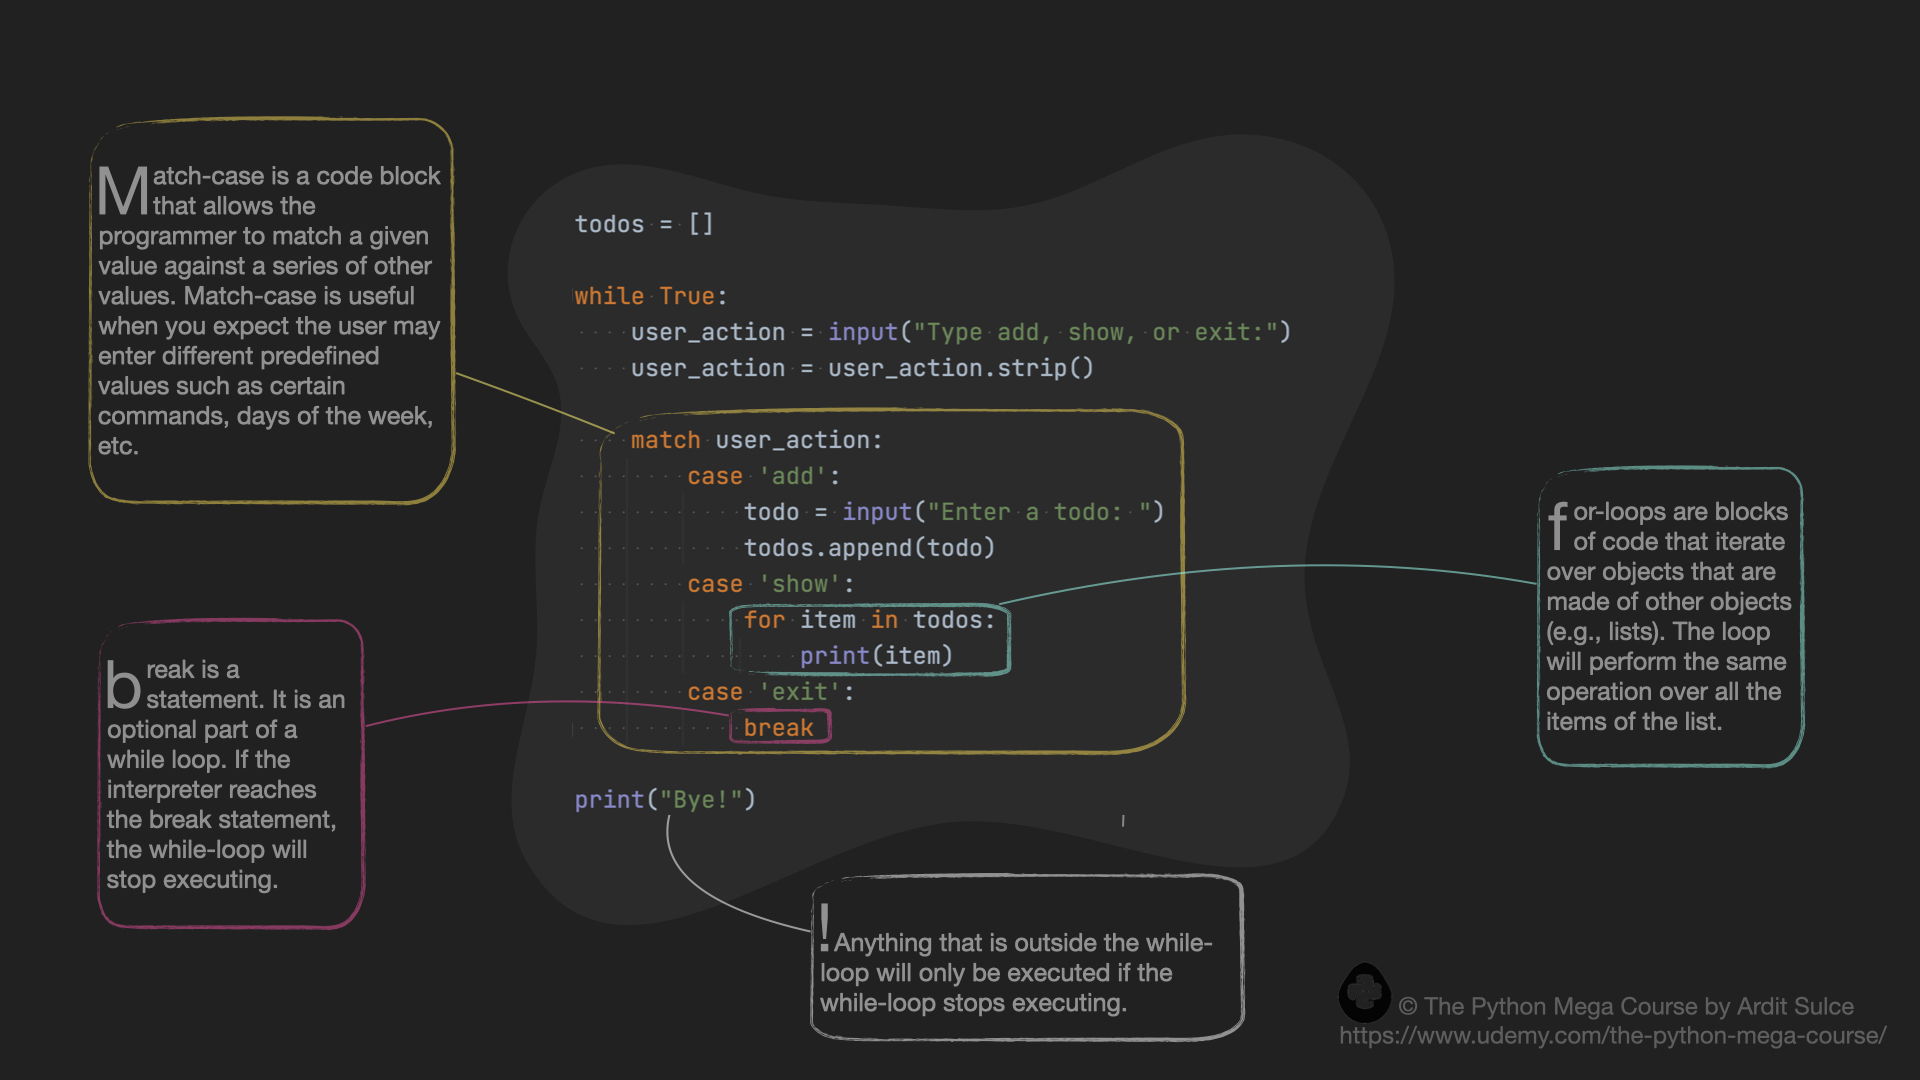 Match-case is a code block
that allows the
programmer to match a given
value against a series of other
values. Match-case is useful
when you expect the user may
enter different predefined
values such as certain
commands, days of the week,
etc.
break is a
statement. It is an
optional part of a
while loop. If the
interpreter reaches
the break statement,
the while-loop will
stop executing.
todos = []
while True:
    user_action = input("Type add, show, or exit:")
    user_action = user_action.strip()
    match user_action:
        case 'add':
            todo = input("Enter a todo: ")
            todos.append(todo)
        case 'show':
            for item in todos:
                print(item)
        case 'exit':
            break
print("Bye!")
for-loops are blocks
of code that iterate
over objects that are
made of other objects
(e.g., lists). The loop
will perform the same
operation over all the
items of the list.
!Anything that is outside the while-
loop will only be executed if the
while-loop stops executing.
© The Python Mega Course by Ardit Sulce
https://www.udemy.com/the-python-mega-course/